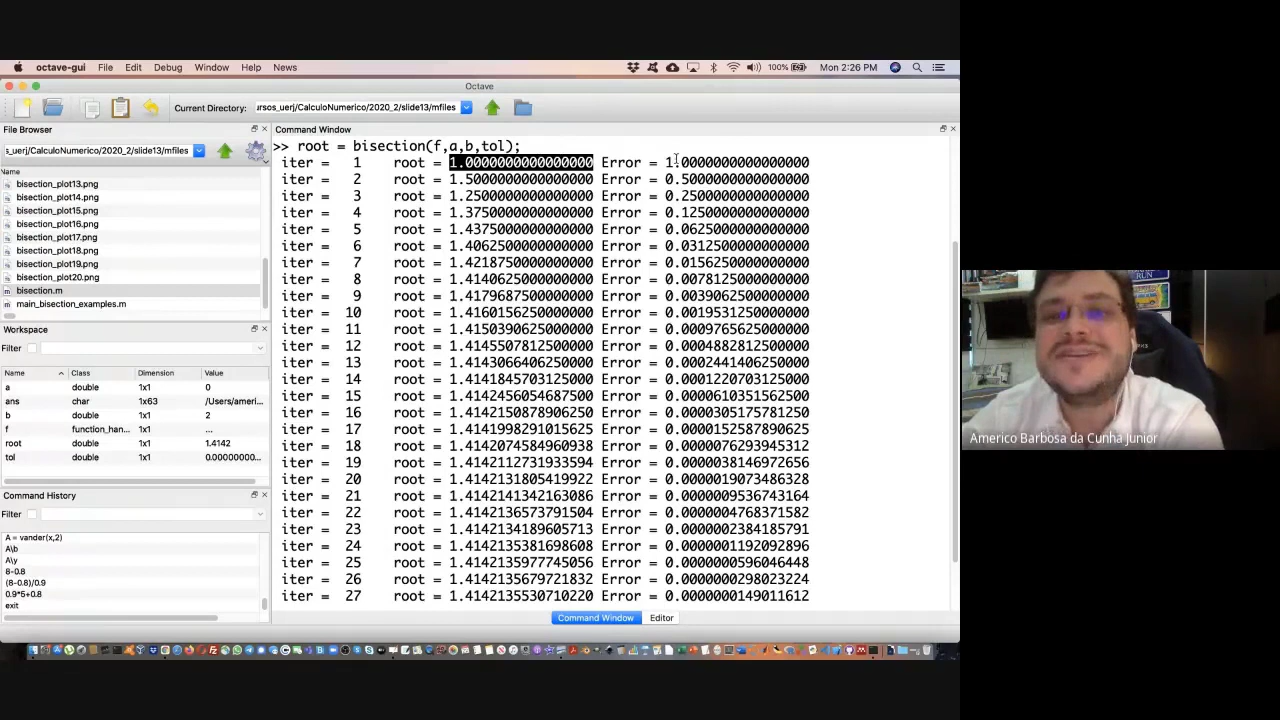 octave-gui File Edit Debug Window Help News 100% Mon 2:26 PM
Octave
Current Directory: ırsos_uerj/CalculoNumerico/2020_2/slide13/mfiles
File Browser
s_uerj/CalculoNumerico/2020_2/slide13/mfiles
Name
bisection_plot13.png
bisection_plot14.png
bisection_plot15.png
bisection_plot16.png
bisection_plot17.png
bisection_plot18.png
bisection_plot19.png
bisection_plot20.png
bisection.m
main_bisection_examples.m
Workspace
Filter
Name Class Dimension Value
a double 1x1 0
ans char 1x63 /Users/ameri...
b double 1x1 2
f function_han... 1x1 ...
root double 1x1 1.4142
tol double 1x1 0.00000000...
Command History
Filter
A = vander(x,2)
A\b
A\y
8-0.8
(8-0.8)/0.9
0.9*5+0.8
exit
Command Window
>> root = bisection(f,a,b,tol);
iter = 1 root = 1.0000000000000000 Error = 1.0000000000000000
iter = 2 root = 1.5000000000000000 Error = 0.5000000000000000
iter = 3 root = 1.2500000000000000 Error = 0.2500000000000000
iter = 4 root = 1.3750000000000000 Error = 0.1250000000000000
iter = 5 root = 1.4375000000000000 Error = 0.0625000000000000
iter = 6 root = 1.4062500000000000 Error = 0.0312500000000000
iter = 7 root = 1.4218750000000000 Error = 0.0156250000000000
iter = 8 root = 1.4140625000000000 Error = 0.0078125000000000
iter = 9 root = 1.4179687500000000 Error = 0.0039062500000000
iter = 10 root = 1.4160156250000000 Error = 0.0019531250000000
iter = 11 root = 1.4150390625000000 Error = 0.0009765625000000
iter = 12 root = 1.4145507812500000 Error = 0.0004882812500000
iter = 13 root = 1.4143066406250000 Error = 0.0002441406250000
iter = 14 root = 1.4141845703125000 Error = 0.0001220703125000
iter = 15 root = 1.4142456054687500 Error = 0.0000610351562500
iter = 16 root = 1.4142150878906250 Error = 0.0000305175781250
iter = 17 root = 1.4141998291015625 Error = 0.0000152587890625
iter = 18 root = 1.4142074584960938 Error = 0.0000076293945312
iter = 19 root = 1.4142112731933594 Error = 0.0000038146972656
iter = 20 root = 1.4142131805419922 Error = 0.0000019073486328
iter = 21 root = 1.4142141342163086 Error = 0.0000009536743164
iter = 22 root = 1.4142136573791504 Error = 0.0000004768371582
iter = 23 root = 1.4142134189605713 Error = 0.0000002384185791
iter = 24 root = 1.4142135381698608 Error = 0.0000001192092896
iter = 25 root = 1.4142135977745056 Error = 0.0000000596046448
iter = 26 root = 1.4142135679721832 Error = 0.0000000298023224
iter = 27 root = 1.4142135530710220 Error = 0.0000000149011612
Command Window Editor
RUN
Americo Barbosa da Cunha Junior